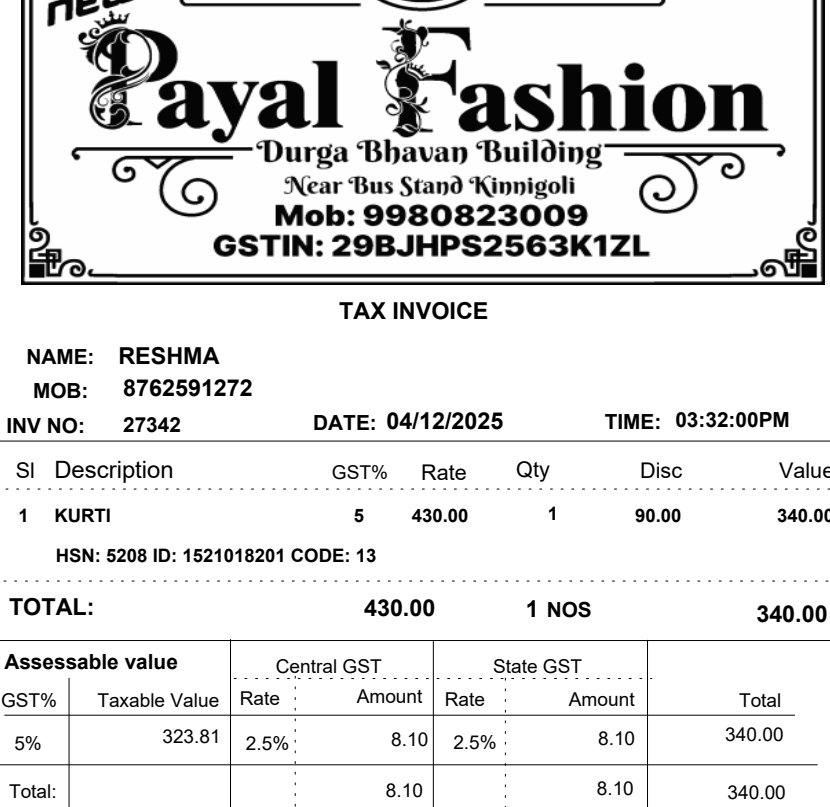 new
Payal Fashion
Durga Bhavan Building
Near Bus Stand Kinnigoli
Mob: 9980823009
GSTIN: 29BJHPS2563K1ZL
TAX INVOICE
NAME: RESHMA
MOB: 8762591272
INV NO: 27342 DATE: 04/12/2025 TIME: 03:32:00PM
Sl Description GST% Rate Qty Disc Value
1 KURTI 5 430.00 1 90.00 340.00
HSN: 5208 ID: 1521018201 CODE: 13
TOTAL: 430.00 1 NOS 340.00
Assessable value Central GST State GST
GST% Taxable Value Rate Amount Rate Amount Total
5% 323.81 2.5% 8.10 2.5% 8.10 340.00
Total: 8.10 8.10 340.00